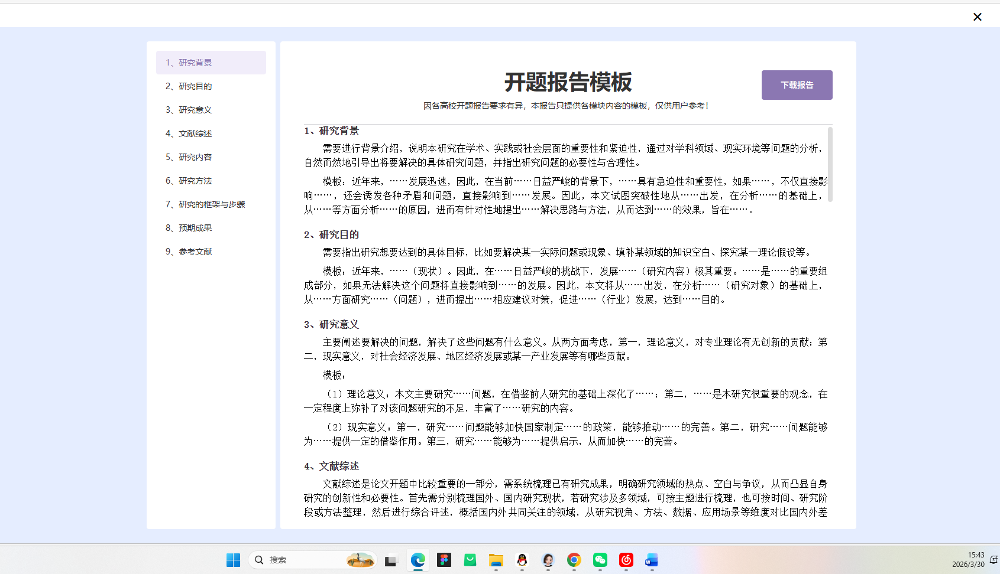 1、研究背景
2、研究目的
3、研究意义
4、文献综述
5、研究内容
6、研究方法
7、研究的框架与步骤
8、预期成果
9、参考文献
开题报告模板
下载报告
因各高校开题报告要求有异，本报告只提供各模块内容的模板，仅供用户参考！
1、研究背景
需要进行背景介绍，说明本研究在学术、实践或社会层面的重要性和紧迫性，通过对学科领域、现实环境等问题的分析，
自然而然地引导出将要解决的具体研究问题，并指出研究问题的必要性与合理性。
模板：近年来，……发展迅速，因此，在当前……日益严峻的背景下，……具有急迫性和重要性，如果……，不仅直接影
响……，还会诱发各种矛盾和问题，直接影响到……发展。因此，本文试图突破性地从……出发，在分析……的基础上，
从……等方面分析……的原因，进而有针对性地提出……解决思路与方法，从而达到……的效果，旨在……。
2、研究目的
需要指出研究想要达到的具体目标，比如要解决某一实际问题或现象、填补某领域的知识空白、探究某一理论假设等。
模板：近年来，……（现状）。因此，在……日益严峻的挑战下，发展……（研究内容）极其重要。……是……的重要组
成部分，如果无法解决这个问题将直接影响到……的发展。因此，本文将从……出发，在分析……（研究对象）的基础上，
从……方面研究……（问题），进而提出……相应建议对策，促进……（行业）发展，达到……目的。
3、研究意义
主要阐述要解决的问题，解决了这些问题有什么意义。从两方面考虑，第一，理论意义，对专业理论有无创新的贡献；第
二，现实意义，对社会经济发展、地区经济发展或某一产业发展等有哪些贡献。
模板：
（1）理论意义：本文主要研究……问题，在借鉴前人研究的基础上深化了……；第二，……是本研究很重要的观念，在
一定程度上弥补了对该问题研究的不足，丰富了……研究的内容。
（2）现实意义：第一，研究……问题能够加快国家制定……的政策，能够推动……的完善。第二，研究……问题能够
为……提供一定的借鉴作用。第三，研究……能够为……提供启示，从而加快……的完善。
4、文献综述
文献综述是论文开题中比较重要的一部分，需系统梳理已有研究成果，明确研究领域的热点、空白与争议，从而凸显自身
研究的创新性和必要性。首先需分别梳理国外、国内研究现状，若研究涉及多领域，可按主题进行梳理，也可按时间、研究阶
段或方法整理，然后进行综合评述，概括国内外共同关注的领域，从研究视角、方法、数据、应用场景等维度对比国内外差
搜索
15:43
2026/3/30